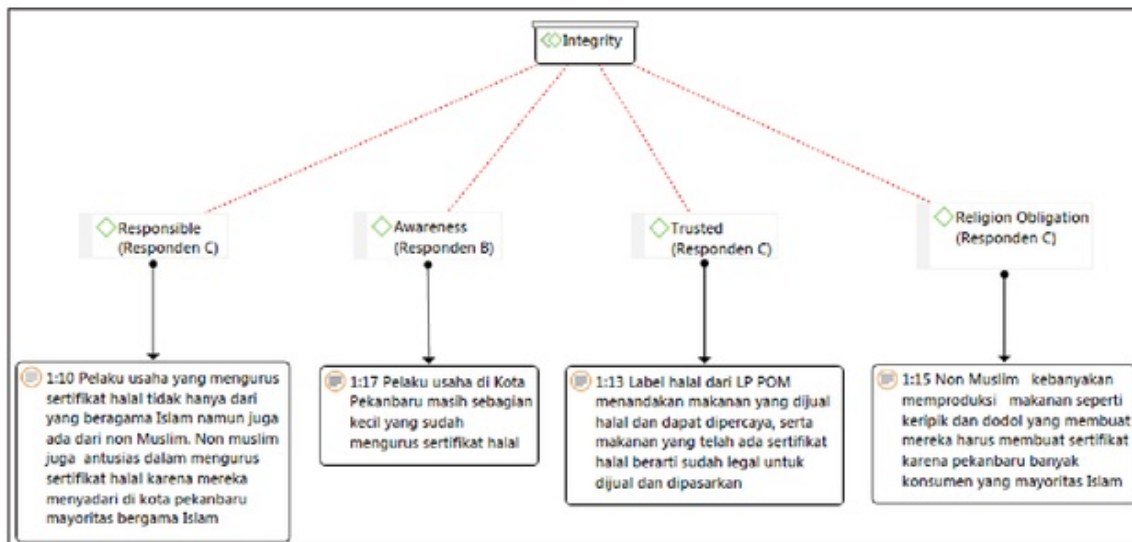 Integrity
Responsible
(Responden C)
Awareness
(Responden B)
Trusted
(Responden C)
Religion Obligation
(Responden C)
1:10 Pelaku usaha yang mengurus
sertifikat halal tidak hanya dari
yang beragama Islam namun juga
ada dari non Muslim. Non muslim
juga antusias dalam mengurus
sertifikat halal karena mereka
menyadari di kota pekanbaru
mayoritas bergama Islam
1:17 Pelaku usaha di Kota
Pekanbaru masih sebagian
kecil yang sudah
mengurus sertifikat halal
1:13 Label halal dari LP POM
menandakan makanan yang dijual
halal dan dapat dipercaya, serta
makanan yang telah ada sertifikat
halal berarti sudah legal untuk
dijual dan dipasarkan
1:15 Non Muslim kebanyakan
memproduksi makanan seperti
keripik dan dodol yang membuat
mereka harus membuat sertifikat
karena pekanbaru banyak
konsumen yang mayoritas Islam